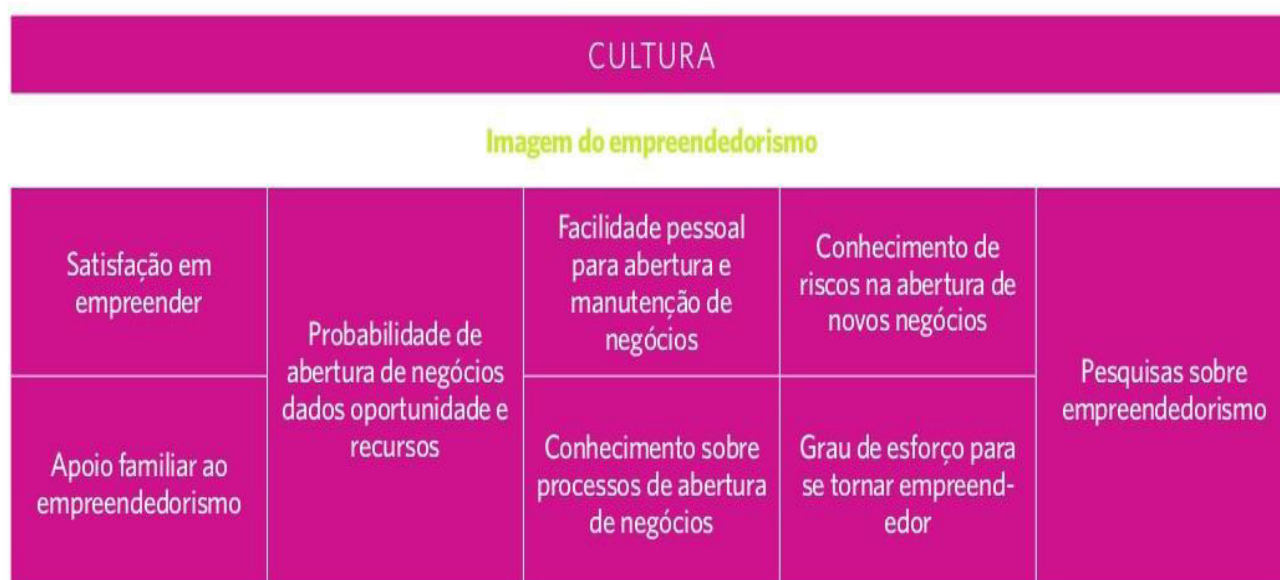 CULTURA
Imagem do empreendedorismo
Satisfação em
empreender
Apoio familiar ao
empreendedorismo
Probabilidade de
abertura de negócios
dados oportunidade e
recursos
Facilidade pessoal
para abertura e
manutenção de
negócios
Conhecimento sobre
processos de abertura
de negócios
Conhecimento de
riscos na abertura de
novos negócios
Grau de esforço para
se tornar empreend-
edor
Pesquisas sobre
empreendedorismo